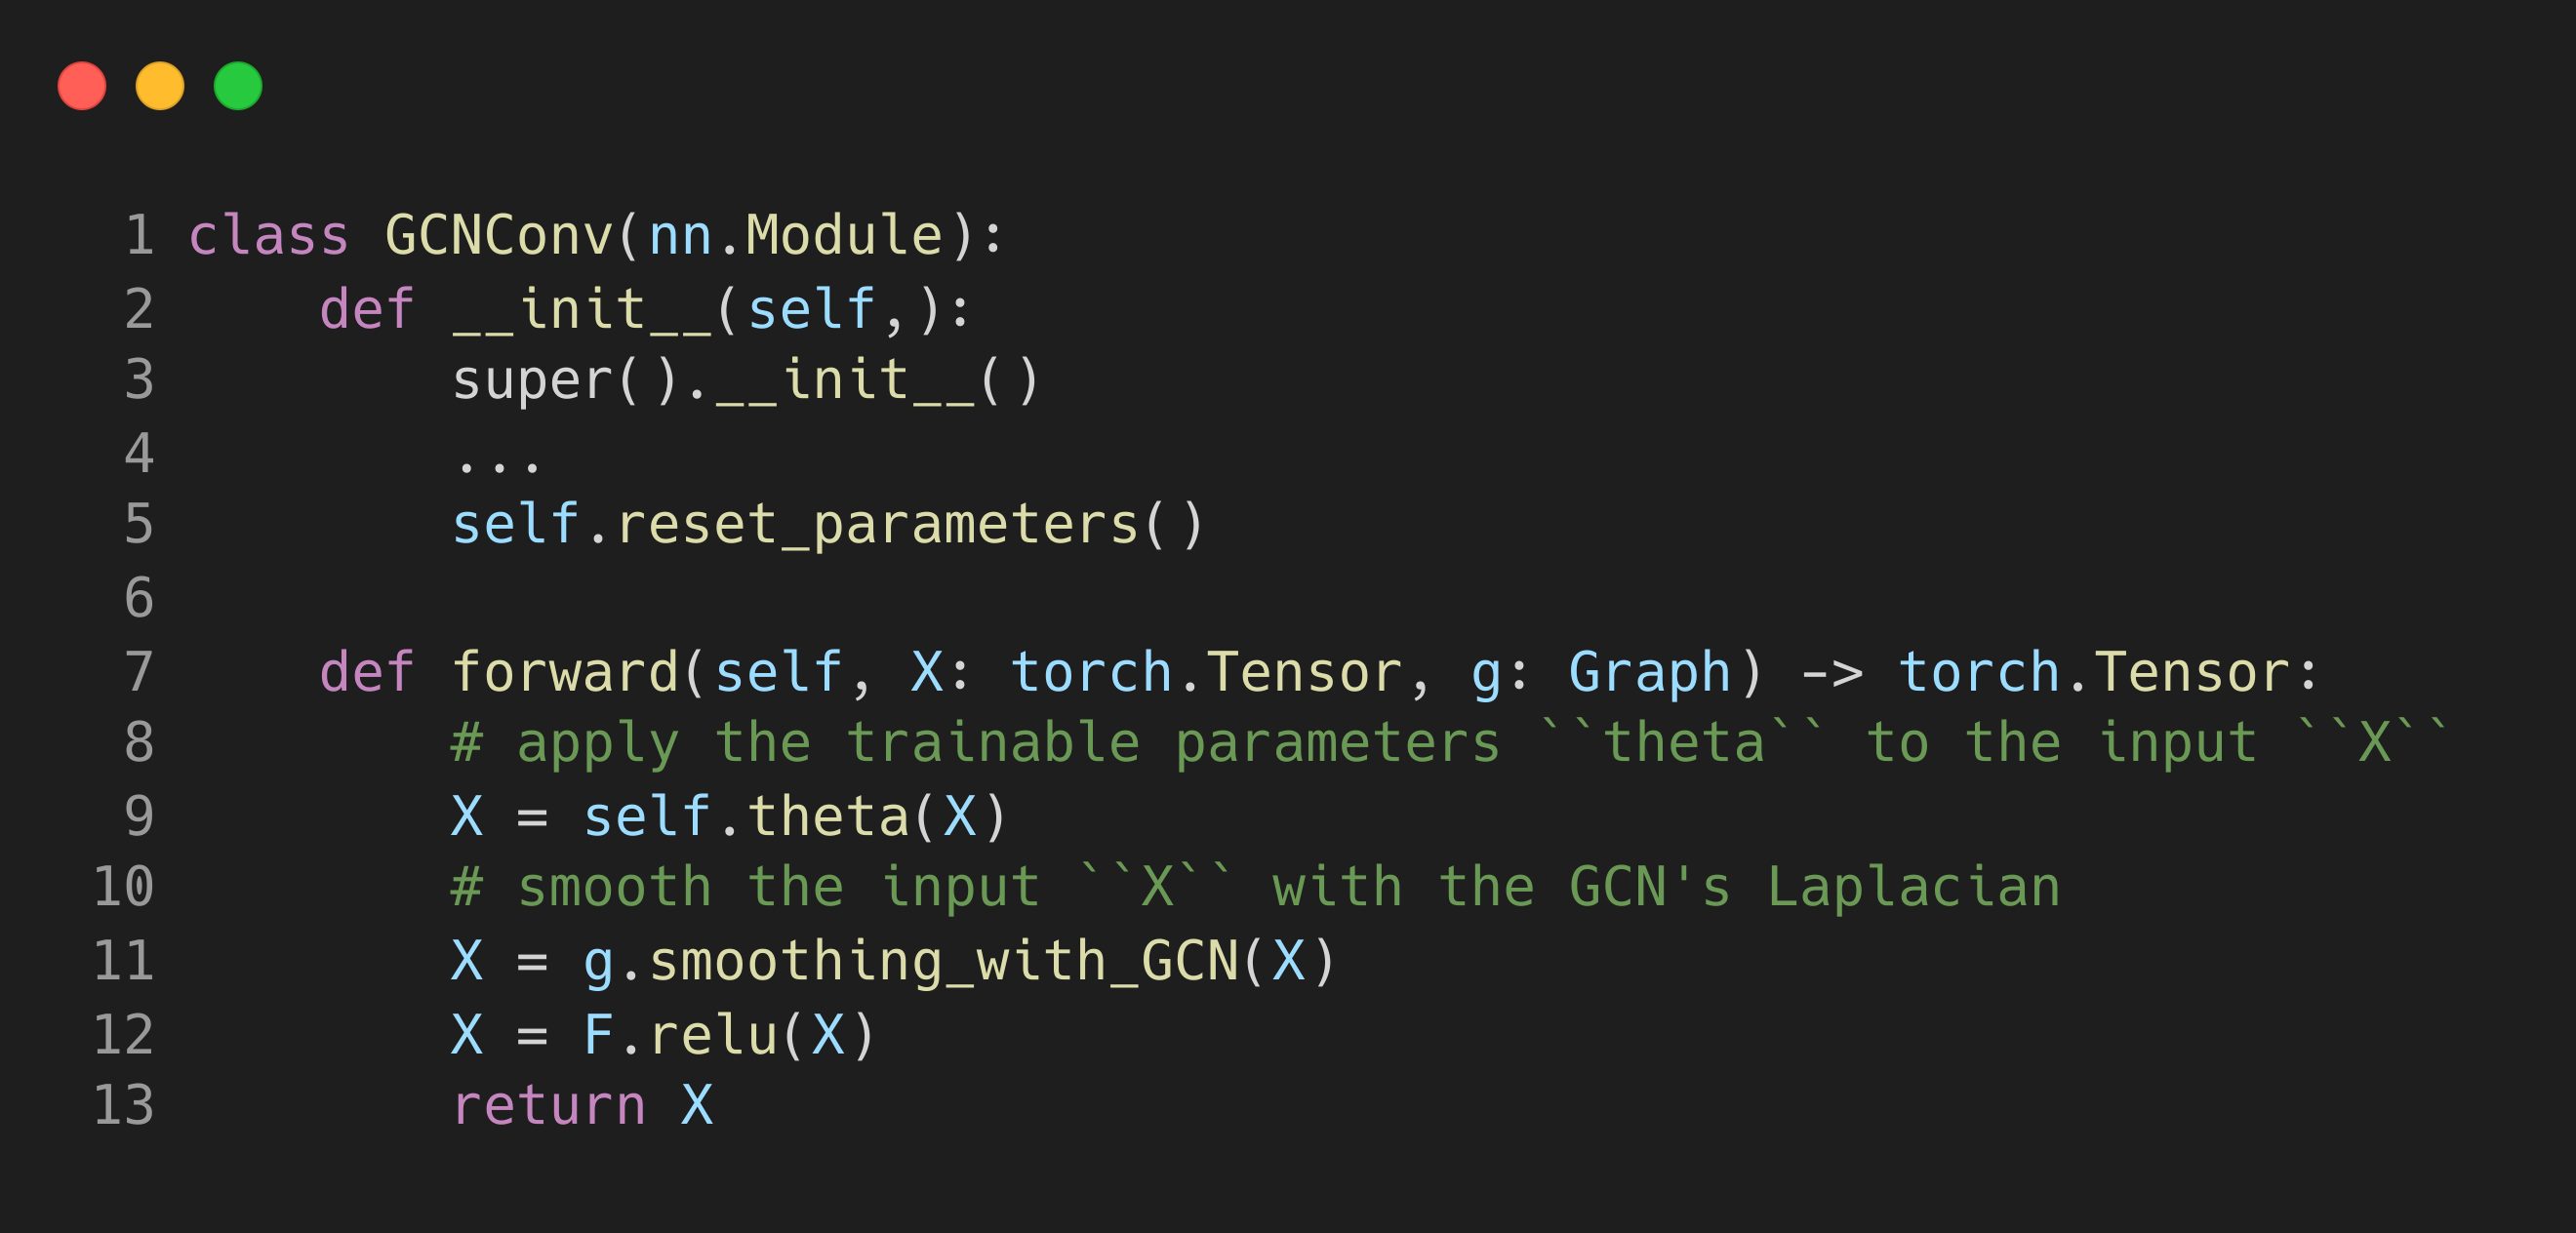 1 class GCNConv(nn.Module):
2     def __init__(self,):
3         super().__init__()
4         ...
5         self.reset_parameters()
6
7     def forward(self, X: torch.Tensor, g: Graph) -> torch.Tensor:
8         # apply the trainable parameters ``theta`` to the input ``X``
9         X = self.theta(X)
10         # smooth the input ``X`` with the GCN's Laplacian
11         X = g.smoothing_with_GCN(X)
12         X = F.relu(X)
13         return X